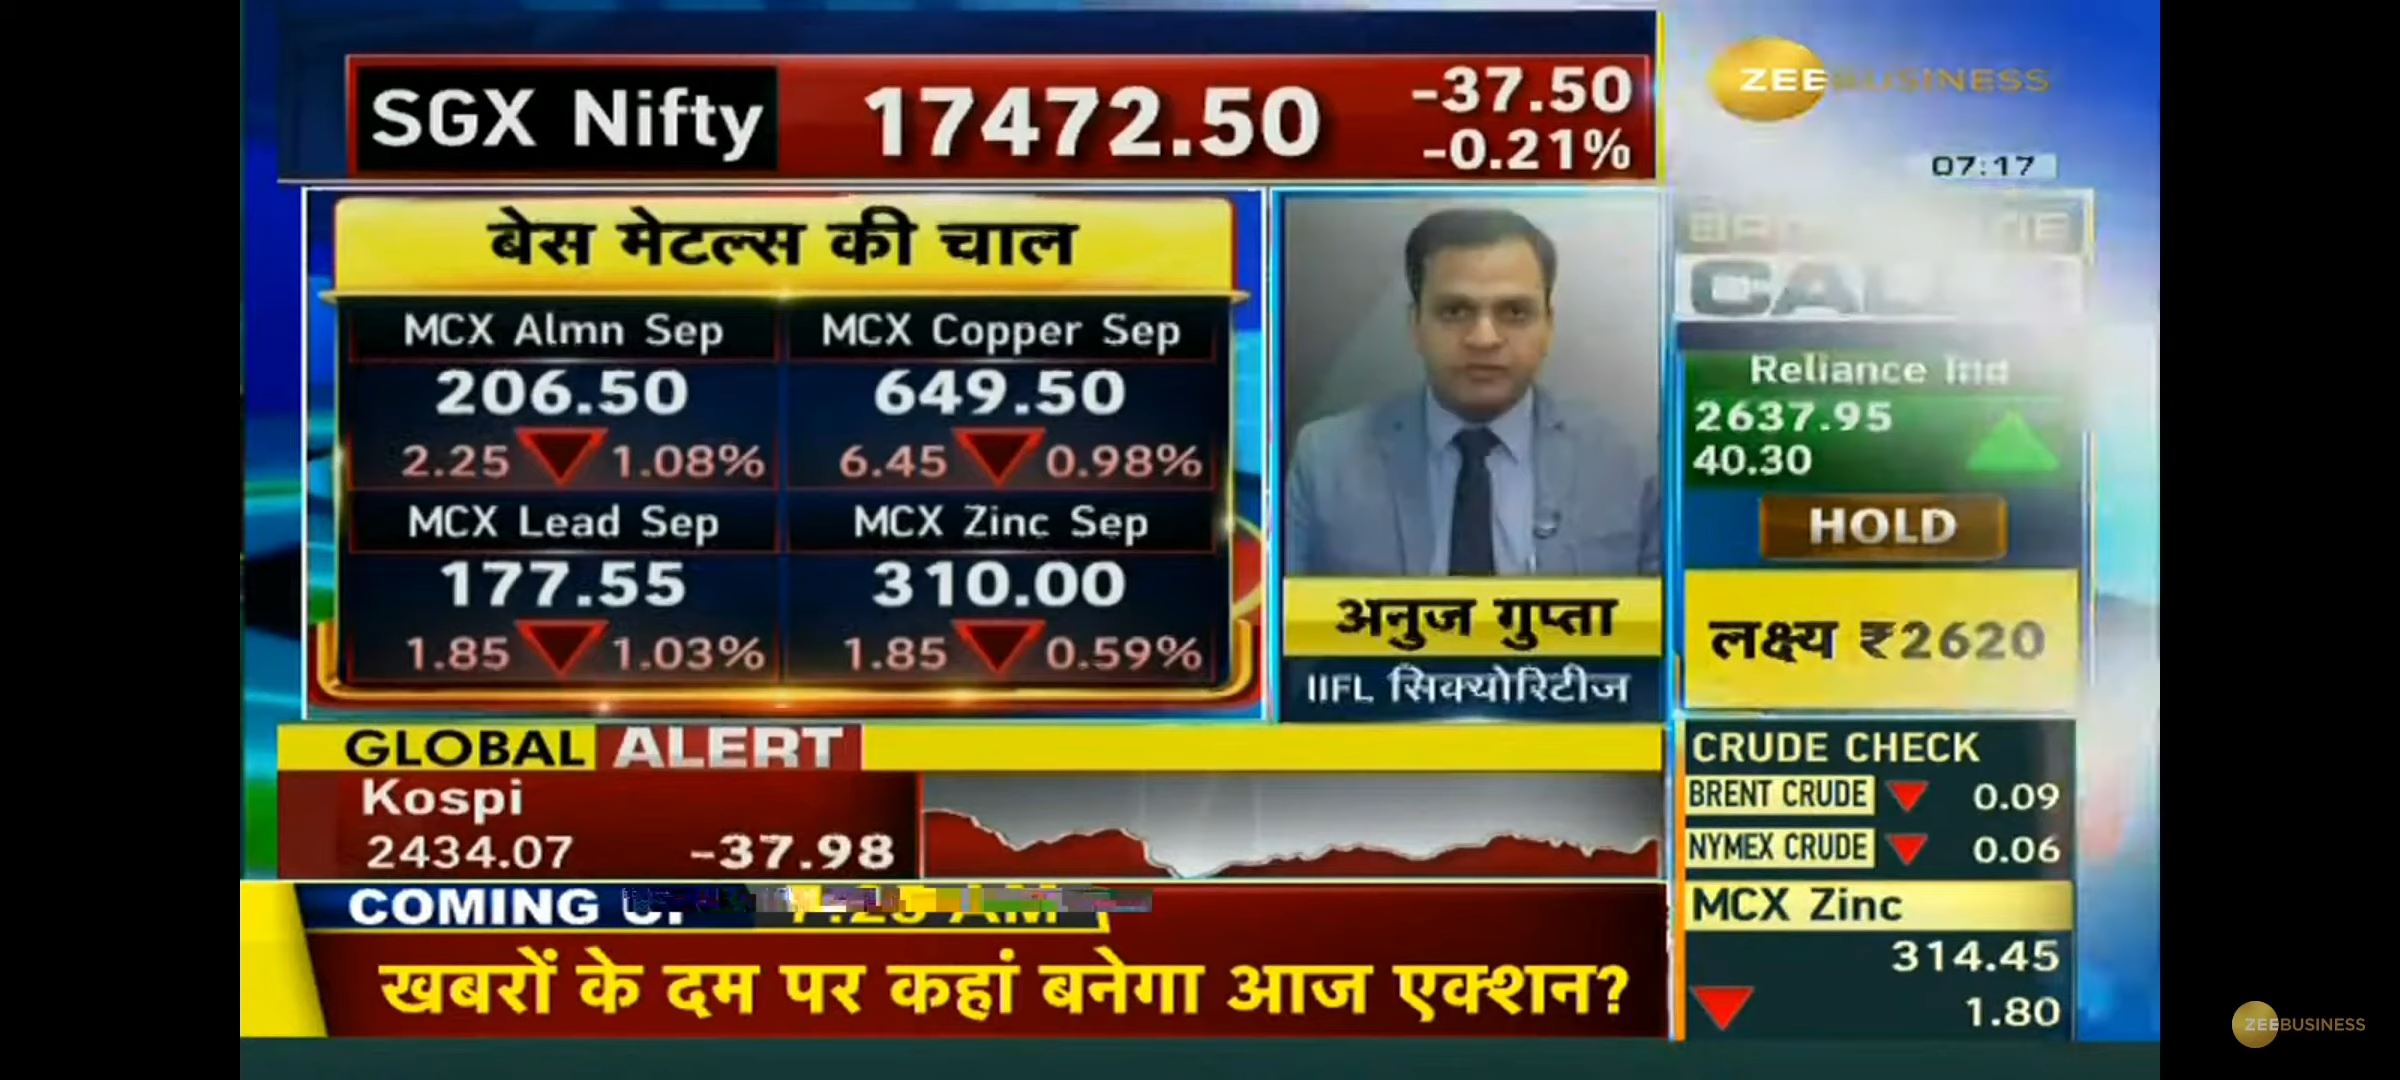 SGX Nifty 17472.50 -37.50
-0.21%
ZEE BUSINESS
07:17
बेस मेटल्स की चाल
MCX Almn Sep
206.50
2.25 1.08%
MCX Copper Sep
649.50
6.45 0.98%
MCX Lead Sep
177.55
1.85 1.03%
MCX Zinc Sep
310.00
1.85 0.59%
अनुज गुप्ता
IIFL सिक्योरिटीज
Reliance Ind
2637.95
40.30
HOLD
लक्ष्य ₹2620
GLOBAL ALERT
Kospi
2434.07 -37.98
CRUDE CHECK
BRENT CRUDE 0.09
NYMEX CRUDE 0.06
MCX Zinc
314.45
1.80
COMING AM
खबरों के दम पर कहां बनेगा आज एक्शन?
ZEE BUSINESS